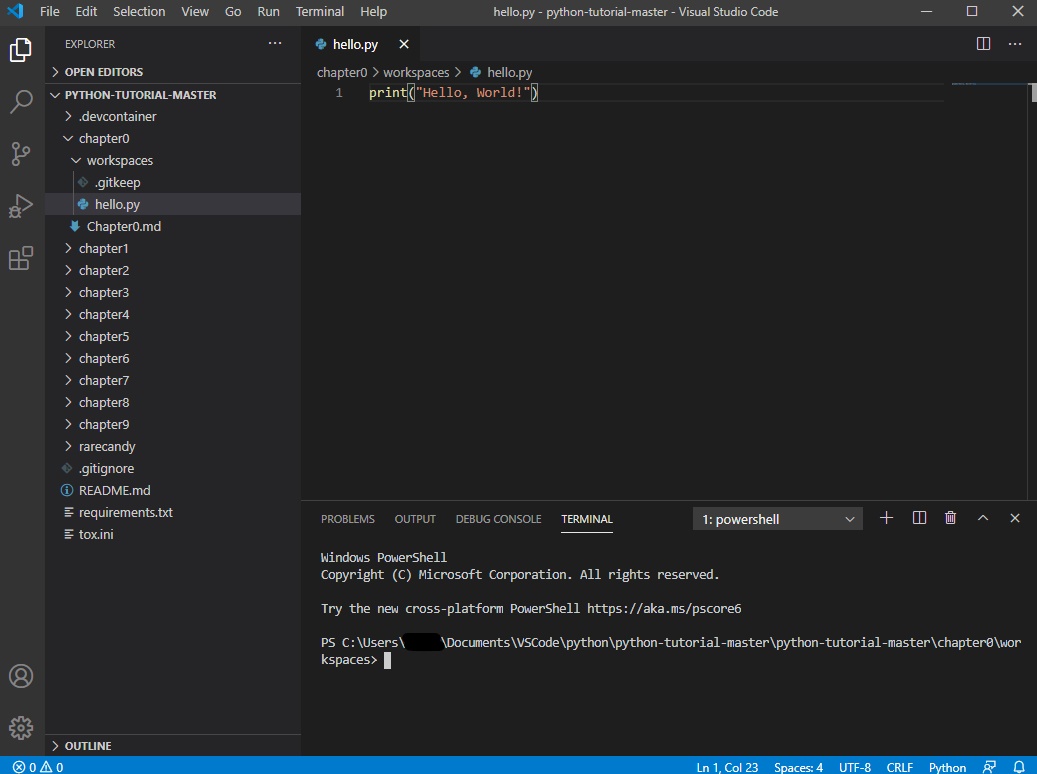 File Edit Selection View Go Run Terminal Help hello.py - python-tutorial-master - Visual Studio Code
EXPLORER
OPEN EDITORS
PYTHON-TUTORIAL-MASTER
.devcontainer
chapter0
workspaces
.gitkeep
hello.py
Chapter0.md
chapter1
chapter2
chapter3
chapter4
chapter5
chapter6
chapter7
chapter8
chapter9
rarecandy
.gitignore
README.md
requirements.txt
tox.ini
OUTLINE
hello.py
chapter0 > workspaces > hello.py
1 print("Hello, World!")
PROBLEMS OUTPUT DEBUG CONSOLE TERMINAL 1: powershell
Windows PowerShell
Copyright (C) Microsoft Corporation. All rights reserved.
Try the new cross-platform PowerShell https://aka.ms/pscore6
PS C:\Users\ \Documents\VSCode\python\python-tutorial-master\python-tutorial-master\chapter0\wor
kspaces>
0 0 Ln 1, Col 23 Spaces: 4 UTF-8 CRLF Python